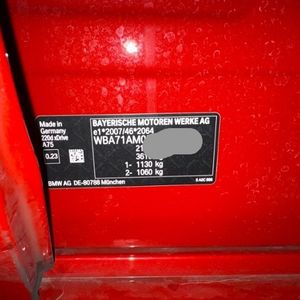 BAYERISCHE MOTOREN WERKE AG
e1*2007/46*2064
WBA71AM0
Made in
Germany
220d xDrive
A75
0.23
21
361
1- 1130 kg
2- 1060 kg
BMW AG DE-80788 München